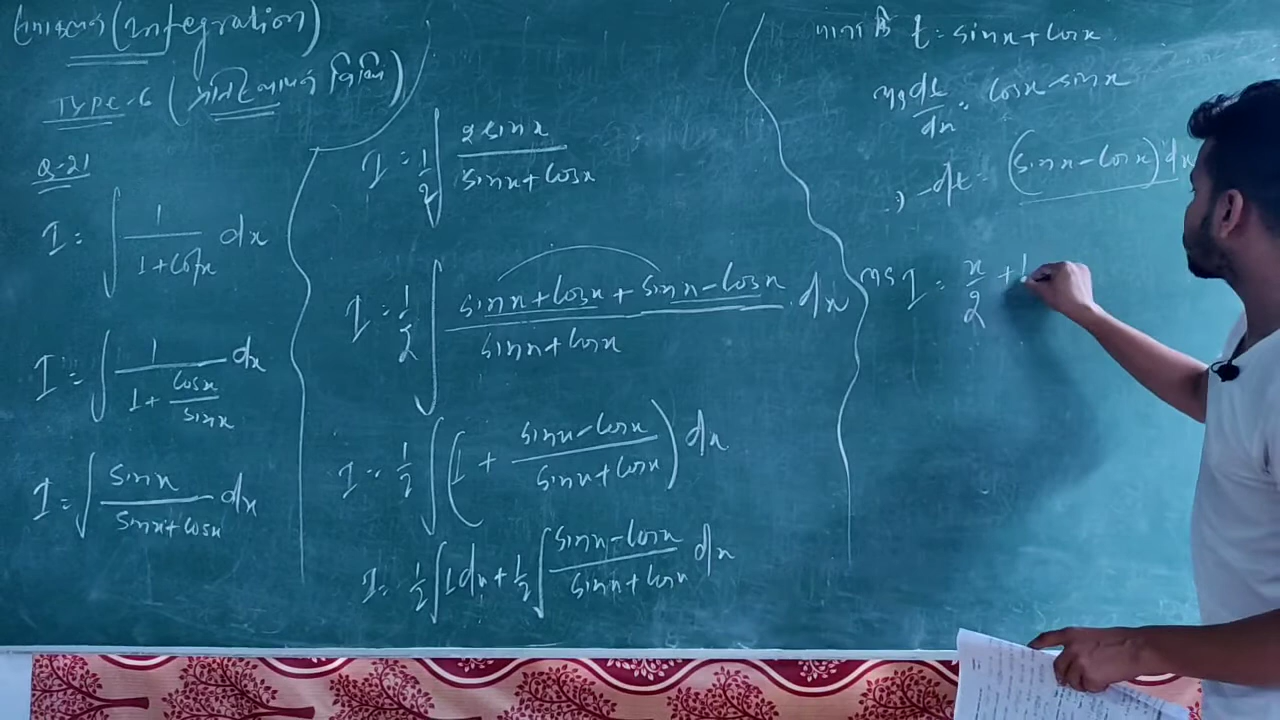 (Integration)
TYPE-6 (
Q-21
I = ∫ 1/(1+cotx) dx
I = ∫ 1/(1+cosx/sinx) dx
I = ∫ sinx/(sinx+cosx) dx
I = 1/2 ∫ 2sinx/(sinx+cosx)
I = 1/2 ∫ (sinx+cosx+sinx-cosx)/(sinx+cosx) dx
I = 1/2 ∫ (1 + (sinx-cosx)/(sinx+cosx)) dx
I = 1/2 ∫ 1dx + 1/2 ∫ (sinx-cosx)/(sinx+cosx) dx
t = sinx+cosx
dt/dx = cosx-sinx
-dt = (sinx-cosx)dx
I = x/2 +